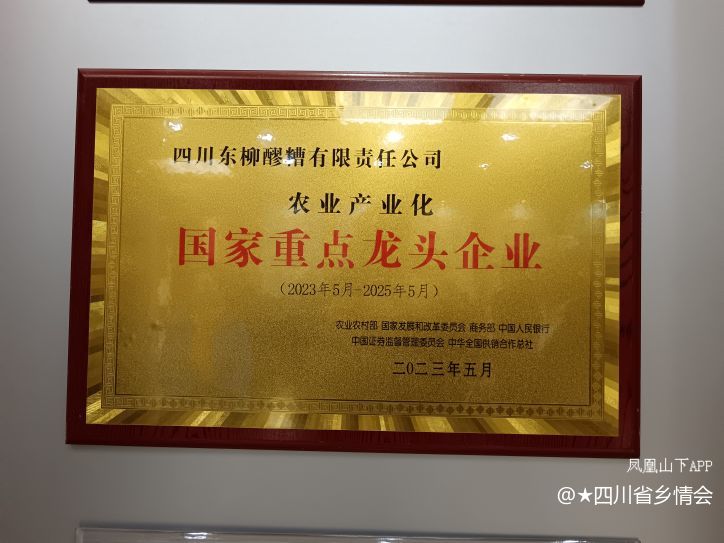 四川东柳醪糟有限责任公司
农业产业化
国家重点龙头企业
（2023年5月-2025年5月）
农业农村部 国家发展和改革委员会 商务部 中国人民银行
中国证券监督管理委员会 中华全国供销合作总社
二〇二三年五月
凤凰山下APP
@★四川省乡情会